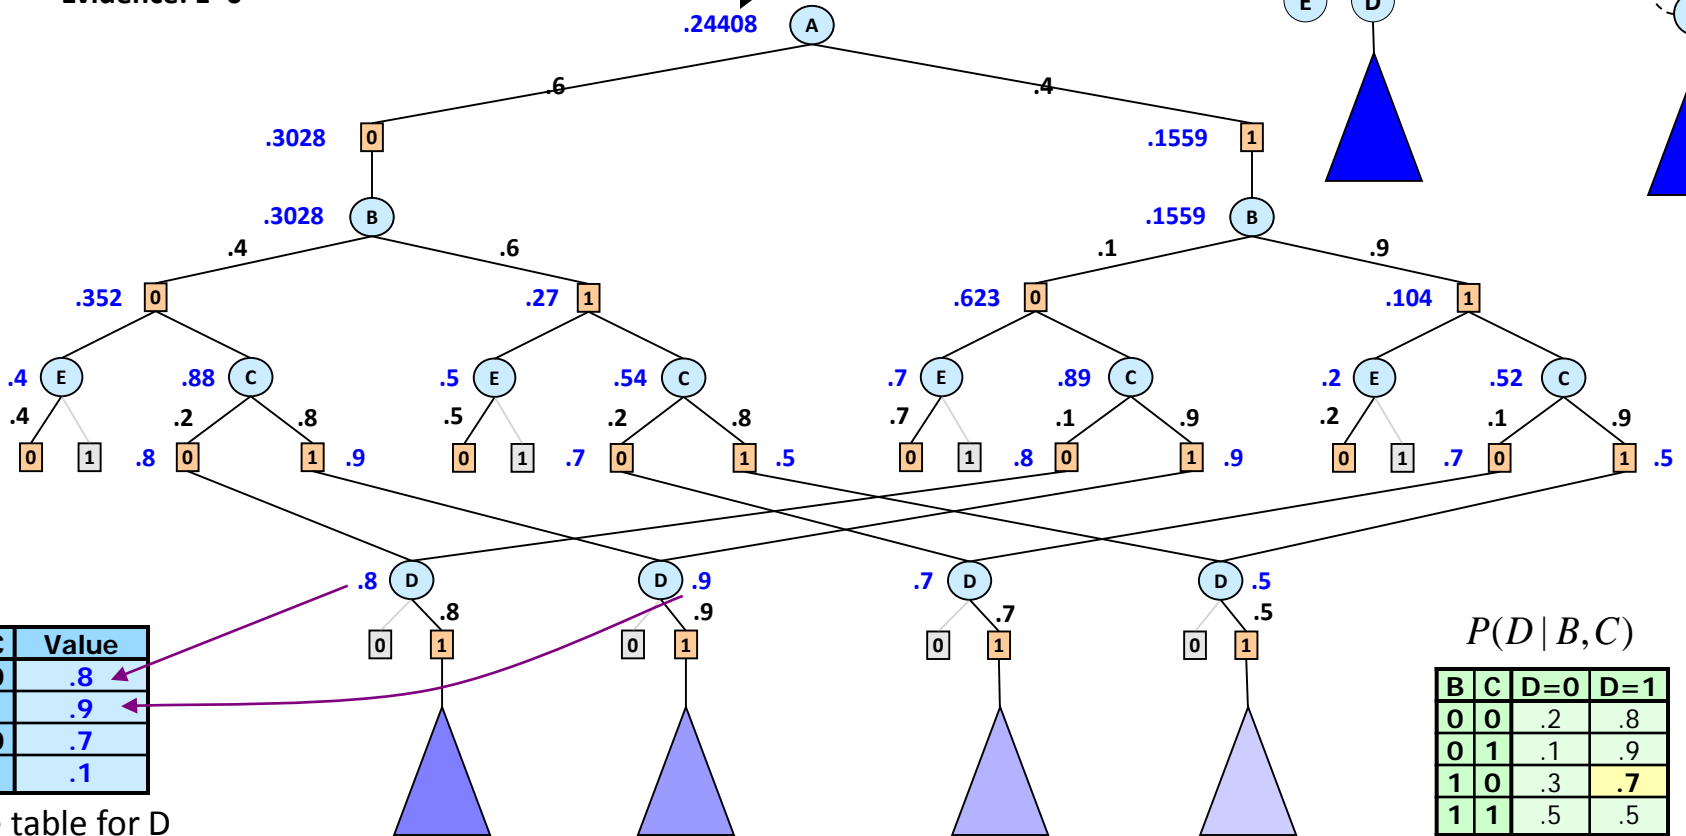 E D
.24408 A
.6 .4
.3028 0 .1559 1
.3028 B .1559 B
.4 .6 .1 .9
.352 0 .27 1 .623 0 .104 1
.4 E .88 C .5 E .54 C .7 E .89 C .2 E .52 C
.4 .2 .8 .5 .2 .8 .7 .1 .9 .2 .1 .9
0 1 .8 0 1 .9 0 1 .7 0 1 .5 0 1 .8 0 1 .9 0 1 .7 0 1 .5
.8 D D .9 .7 D D .5
.8 .9 .7 .5
0 1 0 1 0 1 0 1
C Value
0 .8
.9
0 .7
.1
table for D
P(D | B, C)
B C D=0 D=1
0 0 .2 .8
0 1 .1 .9
1 0 .3 .7
1 1 .5 .5